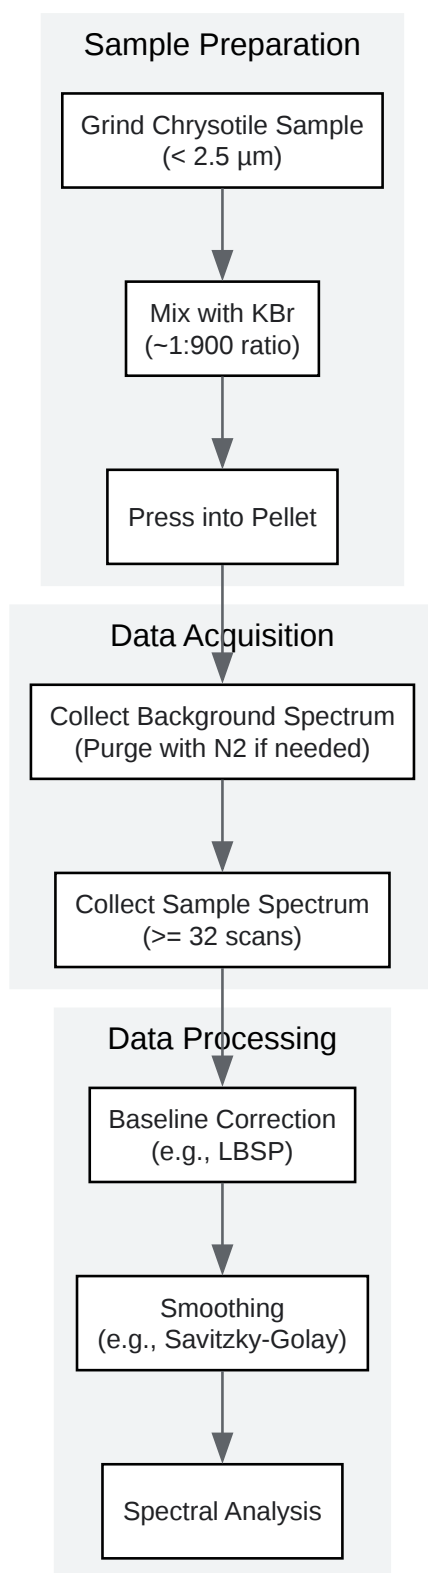 Sample Preparation
Grind Chrysotile Sample
(< 2.5 µm)
Mix with KBr
(~1:900 ratio)
Press into Pellet
Data Acquisition
Collect Background Spectrum
(Purge with N2 if needed)
Collect Sample Spectrum
(>= 32 scans)
Data Processing
Baseline Correction
(e.g., LBSP)
Smoothing
(e.g., Savitzky-Golay)
Spectral Analysis